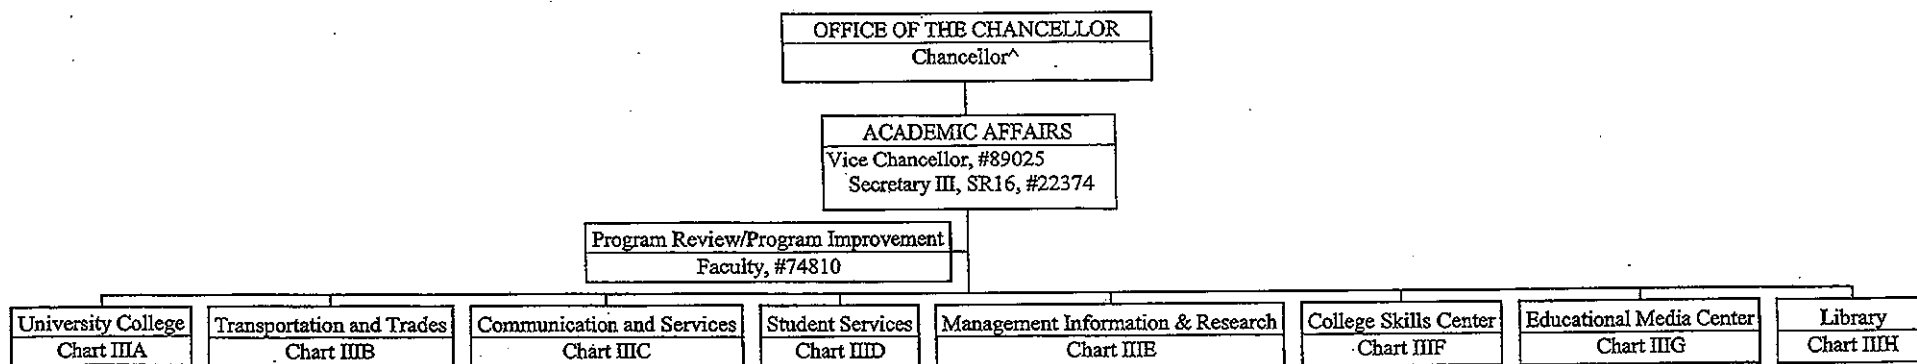 OFFICE OF THE CHANCELLOR
Chancellor^
ACADEMIC AFFAIRS
Vice Chancellor, #89025
Secretary III, SR16, #22374
Program Review/Program Improvement
Faculty, #74810
University College
Chart IIIA
Transportation and Trades
Chart IIIB
Communication and Services
Chart IIIC
Student Services
Chart IIID
Management Information & Research
Chart IIIE
College Skills Center
Chart IIIF
Educational Media Center
Chart IIIG
Library
Chart IIIH